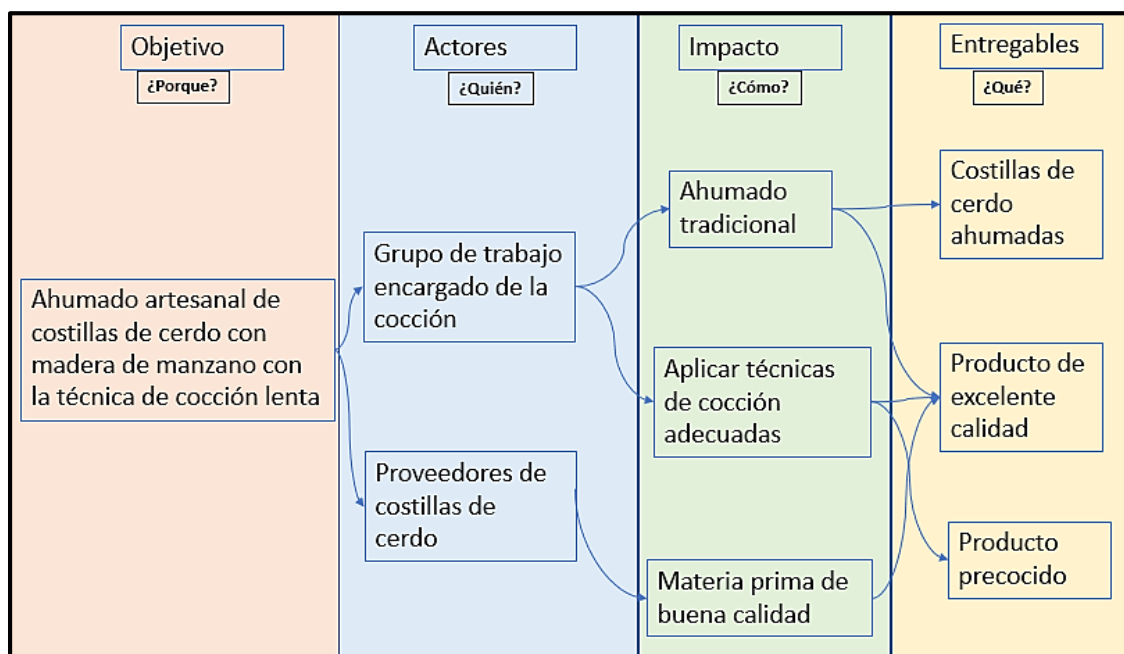 Objetivo
¿Porque?
Actores
¿Quién?
Impacto
¿Cómo?
Entregables
¿Qué?
Ahumado artesanal de
costillas de cerdo con
madera de manzano con
la técnica de cocción lenta
Grupo de trabajo
encargado de la
cocción
Proveedores de
costillas de
cerdo
Ahumado
tradicional
Aplicar técnicas
de cocción
adecuadas
Materia prima de
buena calidad
Costillas de
cerdo
ahumadas
Producto de
excelente
calidad
Producto
precocido